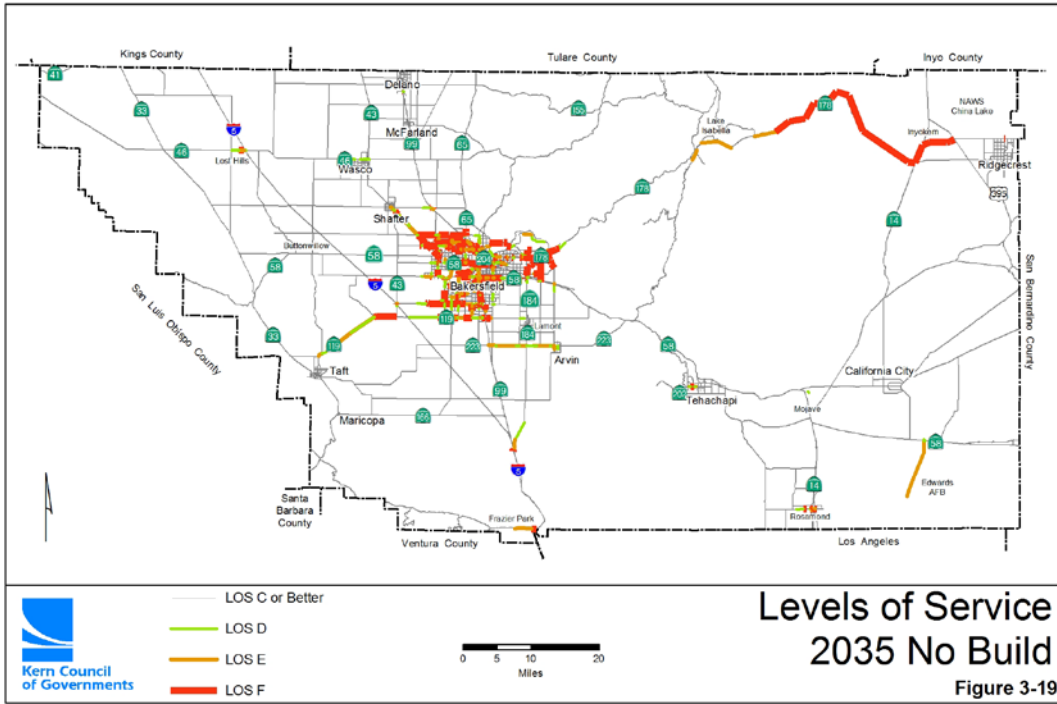 Kings County
Tulare County
Inyo County
41
Delano
33
43
155
178
NAWS
China Lake
5
McFarland
Lake
Isabella
Inyokern
99
65
46
Lost Hills
46
Wasco
Ridgecrest
395
178
Shafter
65
14
Buttonwillow
58
58
204
178
58
58
5
43
Bakersfield
184
San Bernardino County
San Luis Obispo
County
33
119
119
Lamont
184
223
223
58
Arvin
Taft
California City
99
202
Tehachapi
Maricopa
166
Mojave
58
5
14
Edwards
AFB
Santa
Barbara
County
Frazier Park
Rosamond
Ventura County
Los Angeles
Kern Council
of Governments
LOS C or Better
LOS D
LOS E
LOS F
0 5 10 20
Miles
Levels of Service
2035 No Build
Figure 3-19